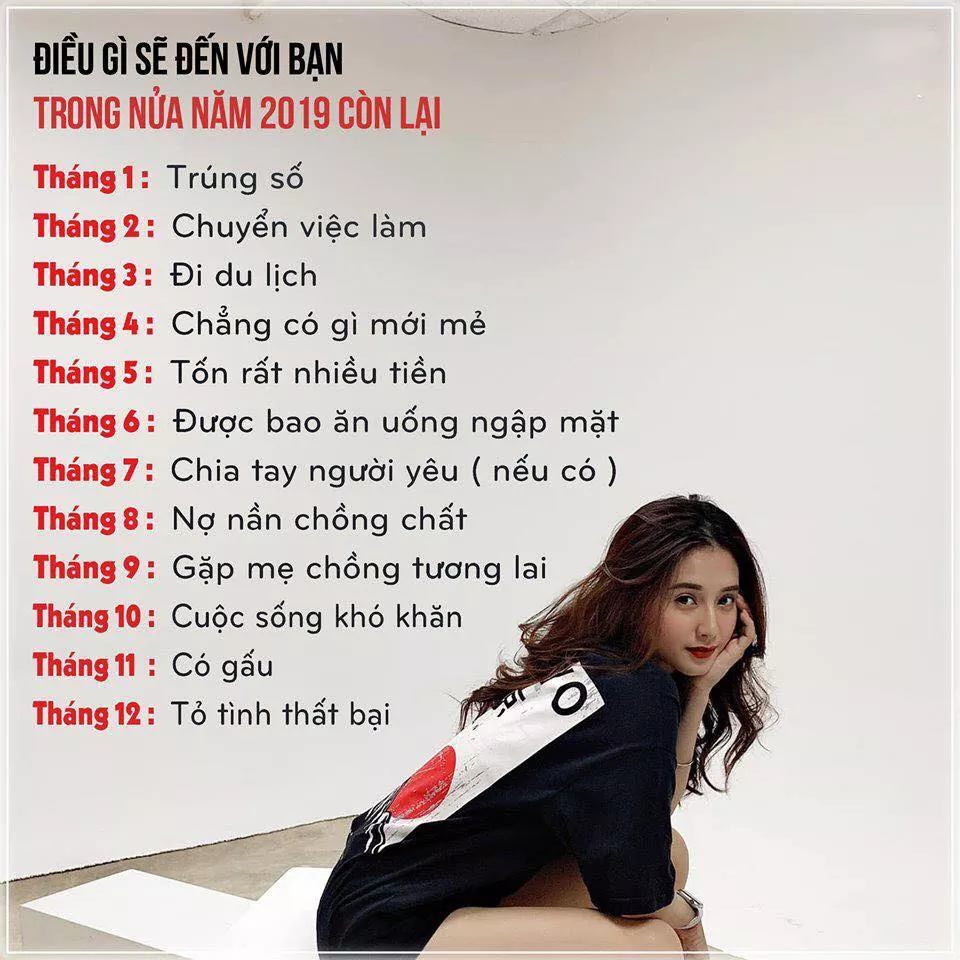 ĐIỀU GÌ SẼ ĐẾN VỚI BẠN
TRONG NỬA NĂM 2019 CÒN LẠI
Tháng 1 : Trúng số
Tháng 2 : Chuyển việc làm
Tháng 3 : Đi du lịch
Tháng 4 : Chẳng có gì mới mẻ
Tháng 5 : Tốn rất nhiều tiền
Tháng 6 : Được bao ăn uống ngập mặt
Tháng 7 : Chia tay người yêu ( nếu có )
Tháng 8 : Nợ nần chồng chất
Tháng 9 : Gặp mẹ chồng tương lai
Tháng 10 : Cuộc sống khó khăn
Tháng 11 : Có gấu
Tháng 12 : Tỏ tình thất bại